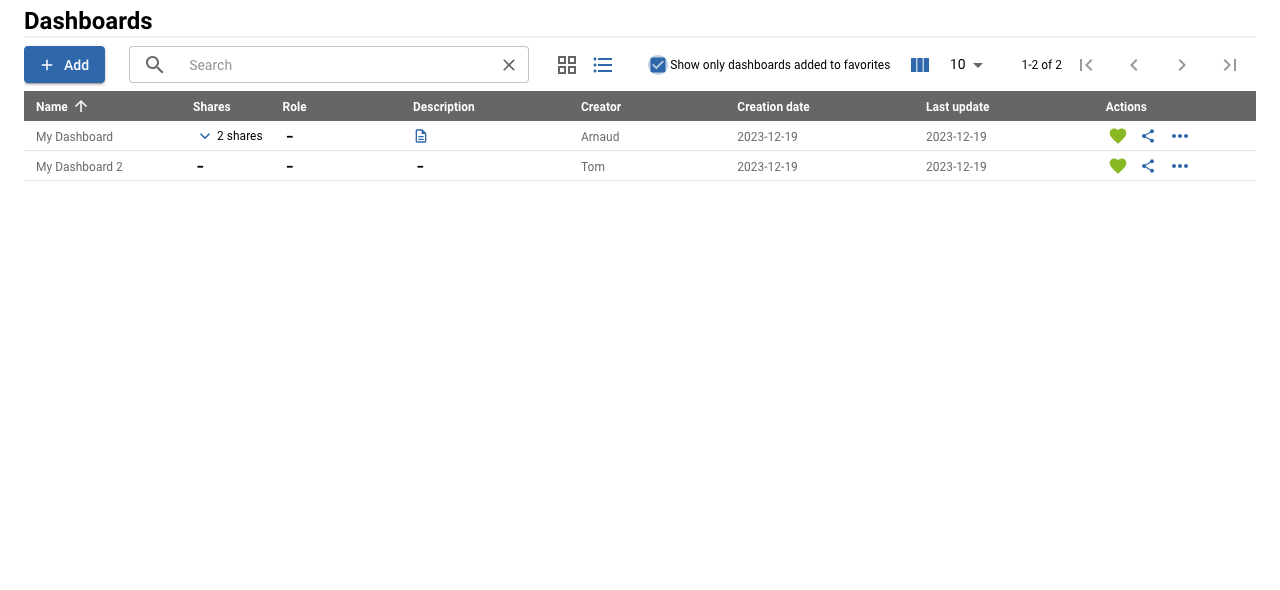 Dashboards
Add Search Show only dashboards added to favorites 10 1-2 of 2
Name Shares Role Description Creator Creation date Last update Actions
My Dashboard 2 shares - Arnaud 2023-12-19 2023-12-19
My Dashboard 2 - - - Tom 2023-12-19 2023-12-19